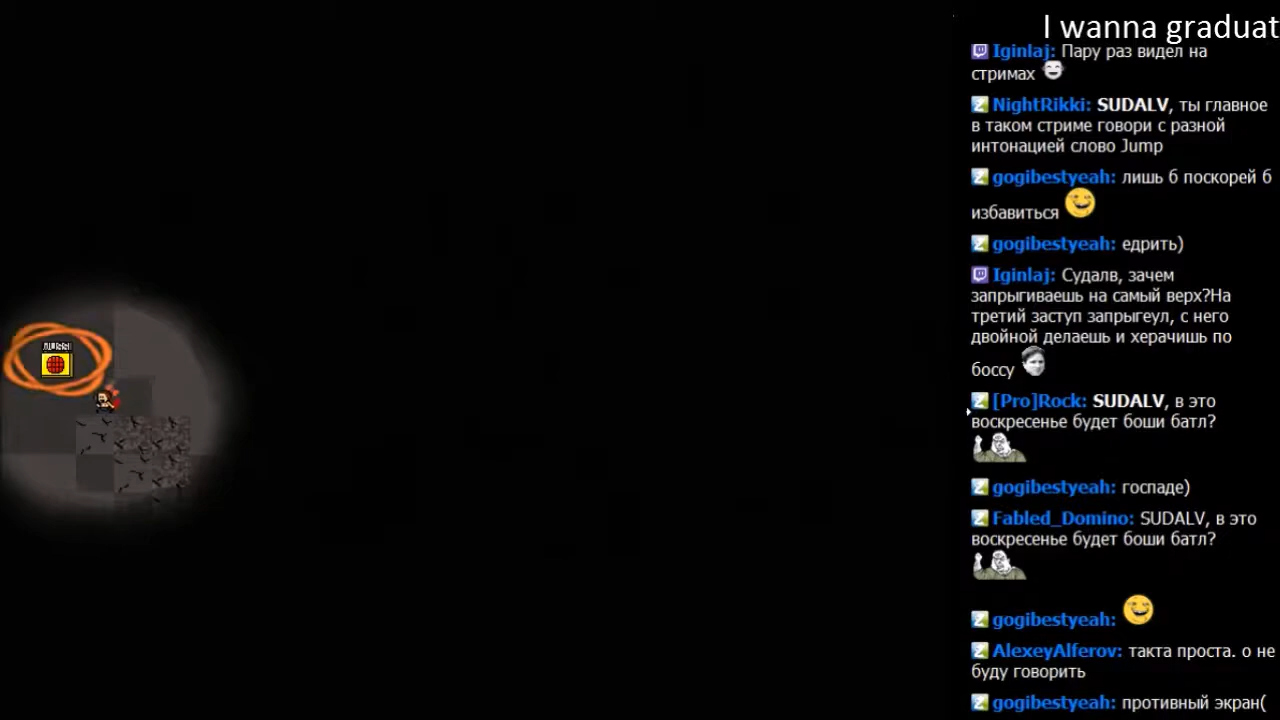 I wanna graduat
Iginlaj: Пару раз видел на
стримах
NightRikki: SUDALV, ты главное
в таком стриме говори с разной
интонацией слово Jump
gogibestyeah: лишь б поскорей б
избавиться
gogibestyeah: едрить)
Iginlaj: Судалв, зачем
запрыгиваешь на самый верх?На
третий заступ запрыгеул, с него
двойной делаешь и херачишь по
боссу
[Pro]Rock: SUDALV, в это
воскресенье будет боши батл?
gogibestyeah: госпаде)
Fabled_Domino: SUDALV, в это
воскресенье будет боши батл?
gogibestyeah:
AlexeyAlferov: такта проста. о не
буду говорить
gogibestyeah: противный экран(